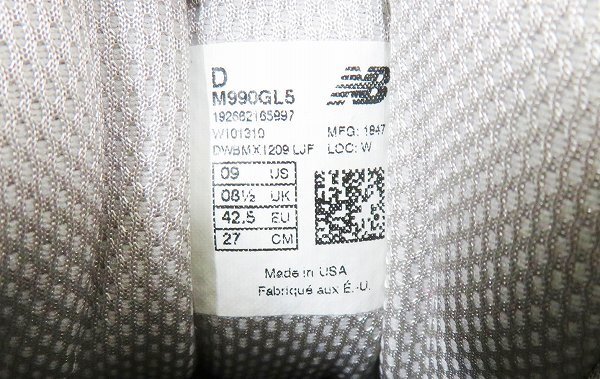 D
M990GL5
192662165997
W101310
MFG: 1847
DWBMX1209 LJF
LOC: W
09 US
08½ UK
42.5 EU
27 CM
Made in USA
Fabriqué aux É.-U.